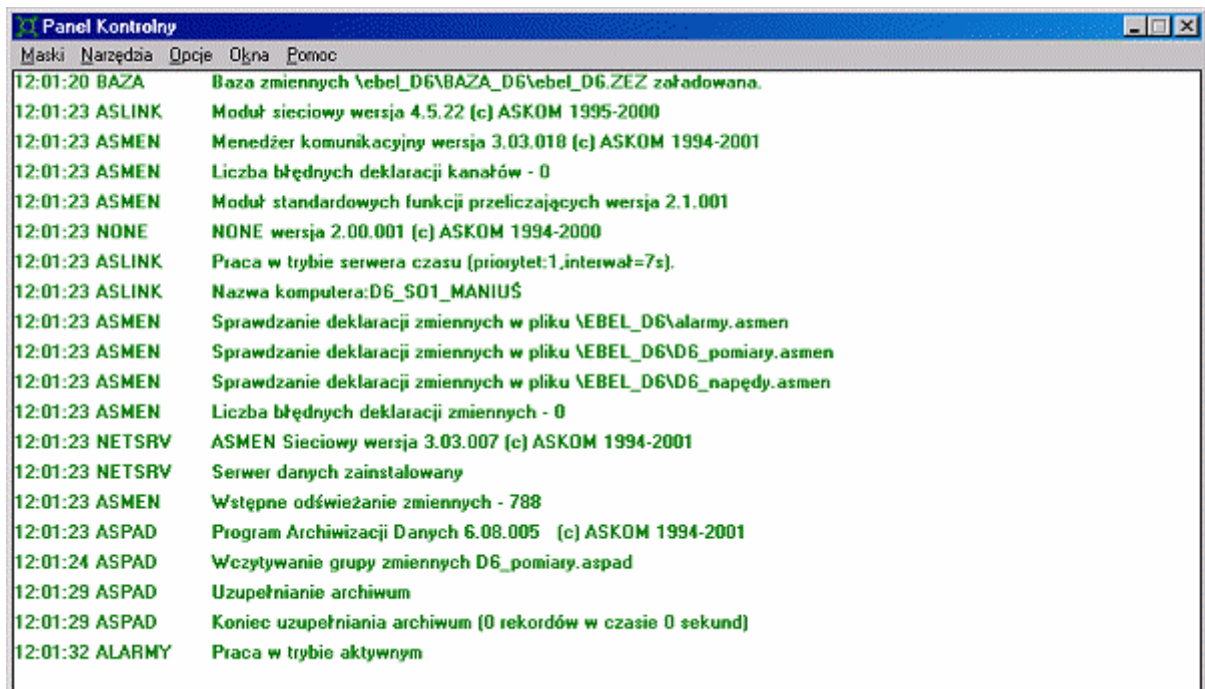 Panel Kontrolny
Maski Narzędzia Opcje Okna Pomoc
12:01:20 BAZA Baza zmiennych \ebel_D6\BAZA_D6\ebel_D6.ZEZ załadowana.
12:01:23 ASLINK Moduł sieciowy wersja 4.5.22 (c) ASKOM 1995-2000
12:01:23 ASMEN Menedżer komunikacyjny wersja 3.03.018 (c) ASKOM 1994-2001
12:01:23 ASMEN Liczba błędnych deklaracji kanałów - 0
12:01:23 ASMEN Moduł standardowych funkcji przeliczających wersja 2.1.001
12:01:23 NONE NONE wersja 2.00.001 (c) ASKOM 1994-2000
12:01:23 ASLINK Praca w trybie serwera czasu (priorytet:1,interwał=7s).
12:01:23 ASLINK Nazwa komputera:D6_SO1_MANIUŚ
12:01:23 ASMEN Sprawdzanie deklaracji zmiennych w pliku \EBEL_D6\alarmy.asmen
12:01:23 ASMEN Sprawdzanie deklaracji zmiennych w pliku \EBEL_D6\D6_pomiary.asmen
12:01:23 ASMEN Sprawdzanie deklaracji zmiennych w pliku \EBEL_D6\D6_napędy.asmen
12:01:23 ASMEN Liczba błędnych deklaracji zmiennych - 0
12:01:23 NETSRV ASMEN Sieciowy wersja 3.03.007 (c) ASKOM 1994-2001
12:01:23 NETSRV Serwer danych zainstalowany
12:01:23 ASMEN Wstępne odświeżanie zmiennych - 788
12:01:23 ASPAD Program Archiwizacji Danych 6.08.005 (c) ASKOM 1994-2001
12:01:24 ASPAD Wczytywanie grupy zmiennych D6_pomiary.aspad
12:01:29 ASPAD Uzupełnianie archiwum
12:01:29 ASPAD Koniec uzupełniania archiwum (0 rekordów w czasie 0 sekund)
12:01:32 ALARMY Praca w trybie aktywnym